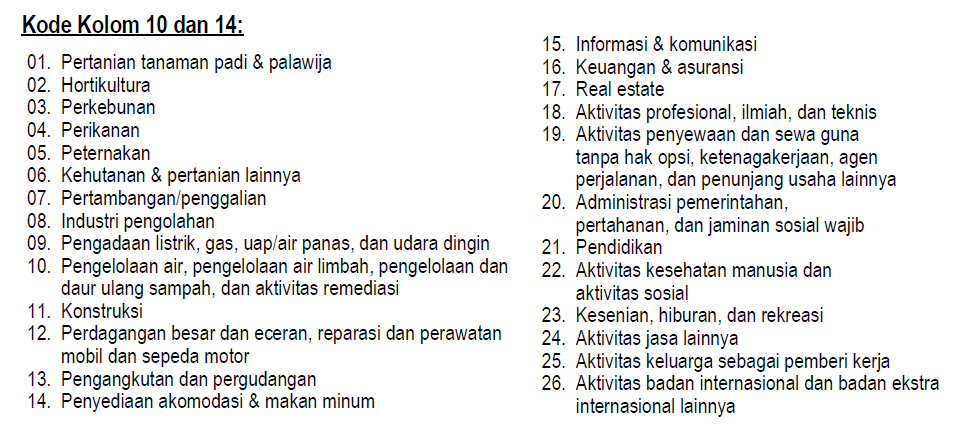 Kode Kolom 10 dan 14:
01. Pertanian tanaman padi & palawija
02. Hortikultura
03. Perkebunan
04. Perikanan
05. Peternakan
06. Kehutanan & pertanian lainnya
07. Pertambangan/penggalian
08. Industri pengolahan
09. Pengadaan listrik, gas, uap/air panas, dan udara dingin
10. Pengelolaan air, pengelolaan air limbah, pengelolaan dan
daur ulang sampah, dan aktivitas remediasi
11. Konstruksi
12. Perdagangan besar dan eceran, reparasi dan perawatan
mobil dan sepeda motor
13. Pengangkutan dan pergudangan
14. Penyediaan akomodasi & makan minum
15. Informasi & komunikasi
16. Keuangan & asuransi
17. Real estate
18. Aktivitas profesional, ilmiah, dan teknis
19. Aktivitas penyewaan dan sewa guna
tanpa hak opsi, ketenagakerjaan, agen
perjalanan, dan penunjang usaha lainnya
20. Administrasi pemerintahan,
pertahanan, dan jaminan sosial wajib
21. Pendidikan
22. Aktivitas kesehatan manusia dan
aktivitas sosial
23. Kesenian, hiburan, dan rekreasi
24. Aktivitas jasa lainnya
25. Aktivitas keluarga sebagai pemberi kerja
26. Aktivitas badan internasional dan badan ekstra
internasional lainnya